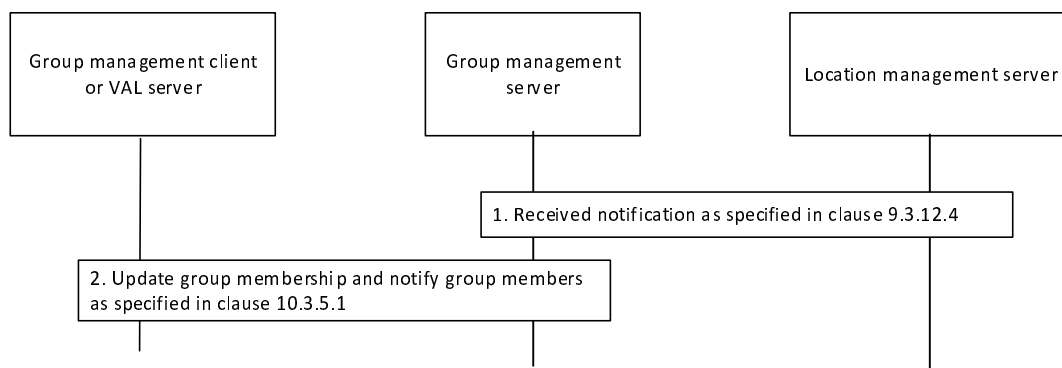 Group management client
or VAL server
Group management
server
Location management server
1. Received notification as specified in clause 9.3.12.4
2. Update group membership and notify group members
as specified in clause 10.3.5.1